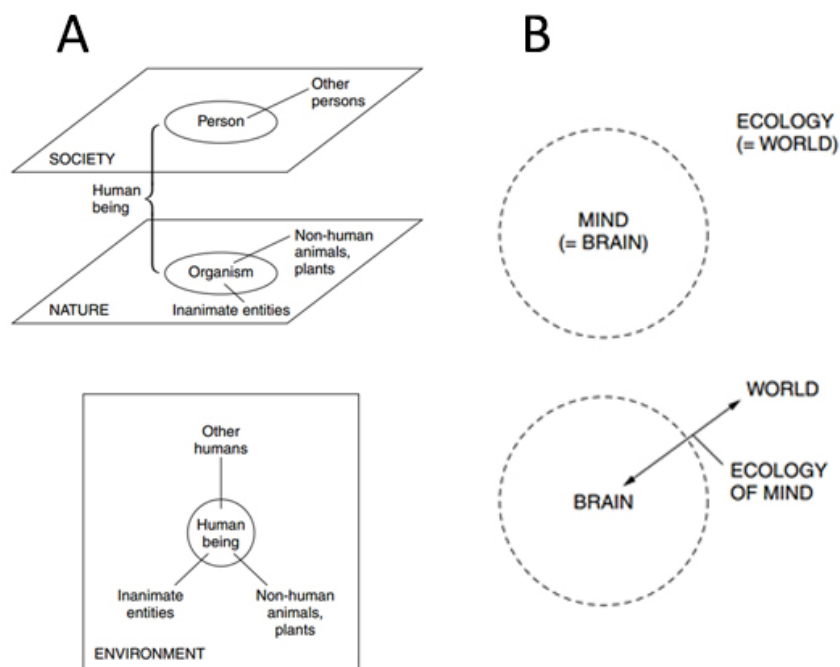 A
Other
persons
Person
SOCIETY
Human
being
Non-human
animals,
plants
Organism
NATURE
Inanimate entities
Other
humans
Human
being
Inanimate
entities
Non-human
animals,
plants
ENVIRONMENT
B
ECOLOGY
(= WORLD)
MIND
(= BRAIN)
WORLD
ECOLOGY
OF MIND
BRAIN